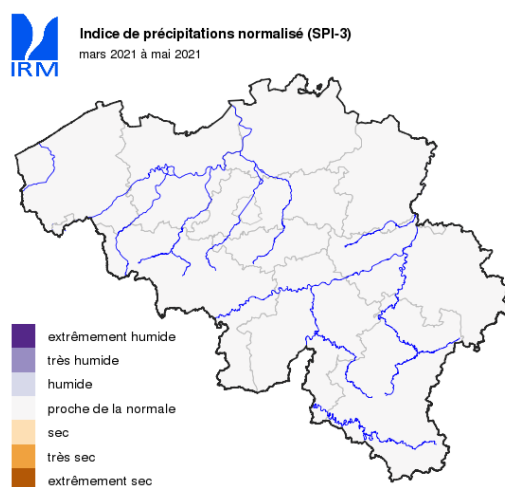 Indice de précipitations normalisé (SPI-3)
mars 2021 à mai 2021
IRM
extrêmement humide
très humide
humide
proche de la normale
sec
très sec
extrêmement sec